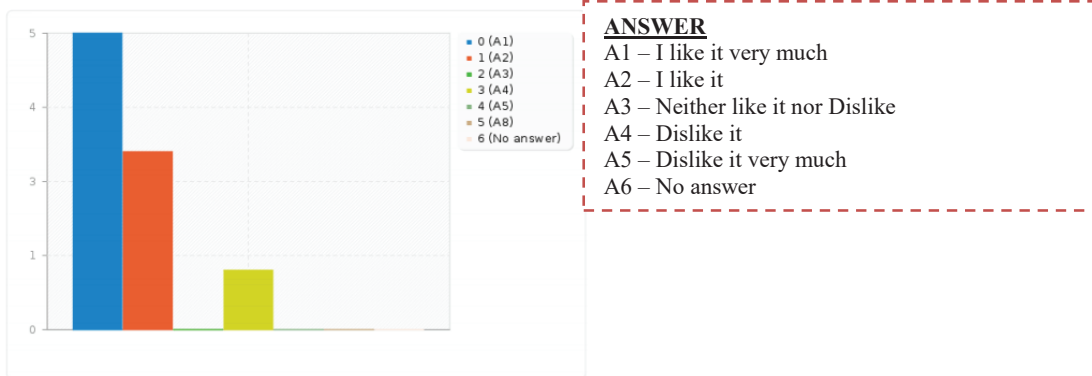 5
4
3
1
0
0 (A1)
1 (A2)
2 (A3)
3 (A4)
4 (A5)
5 (A8)
6 (No answer)
ANSWER
A1 – I like it very much
A2 – I like it
A3 – Neither like it nor Dislike
A4 – Dislike it
A5 – Dislike it very much
A6 – No answer